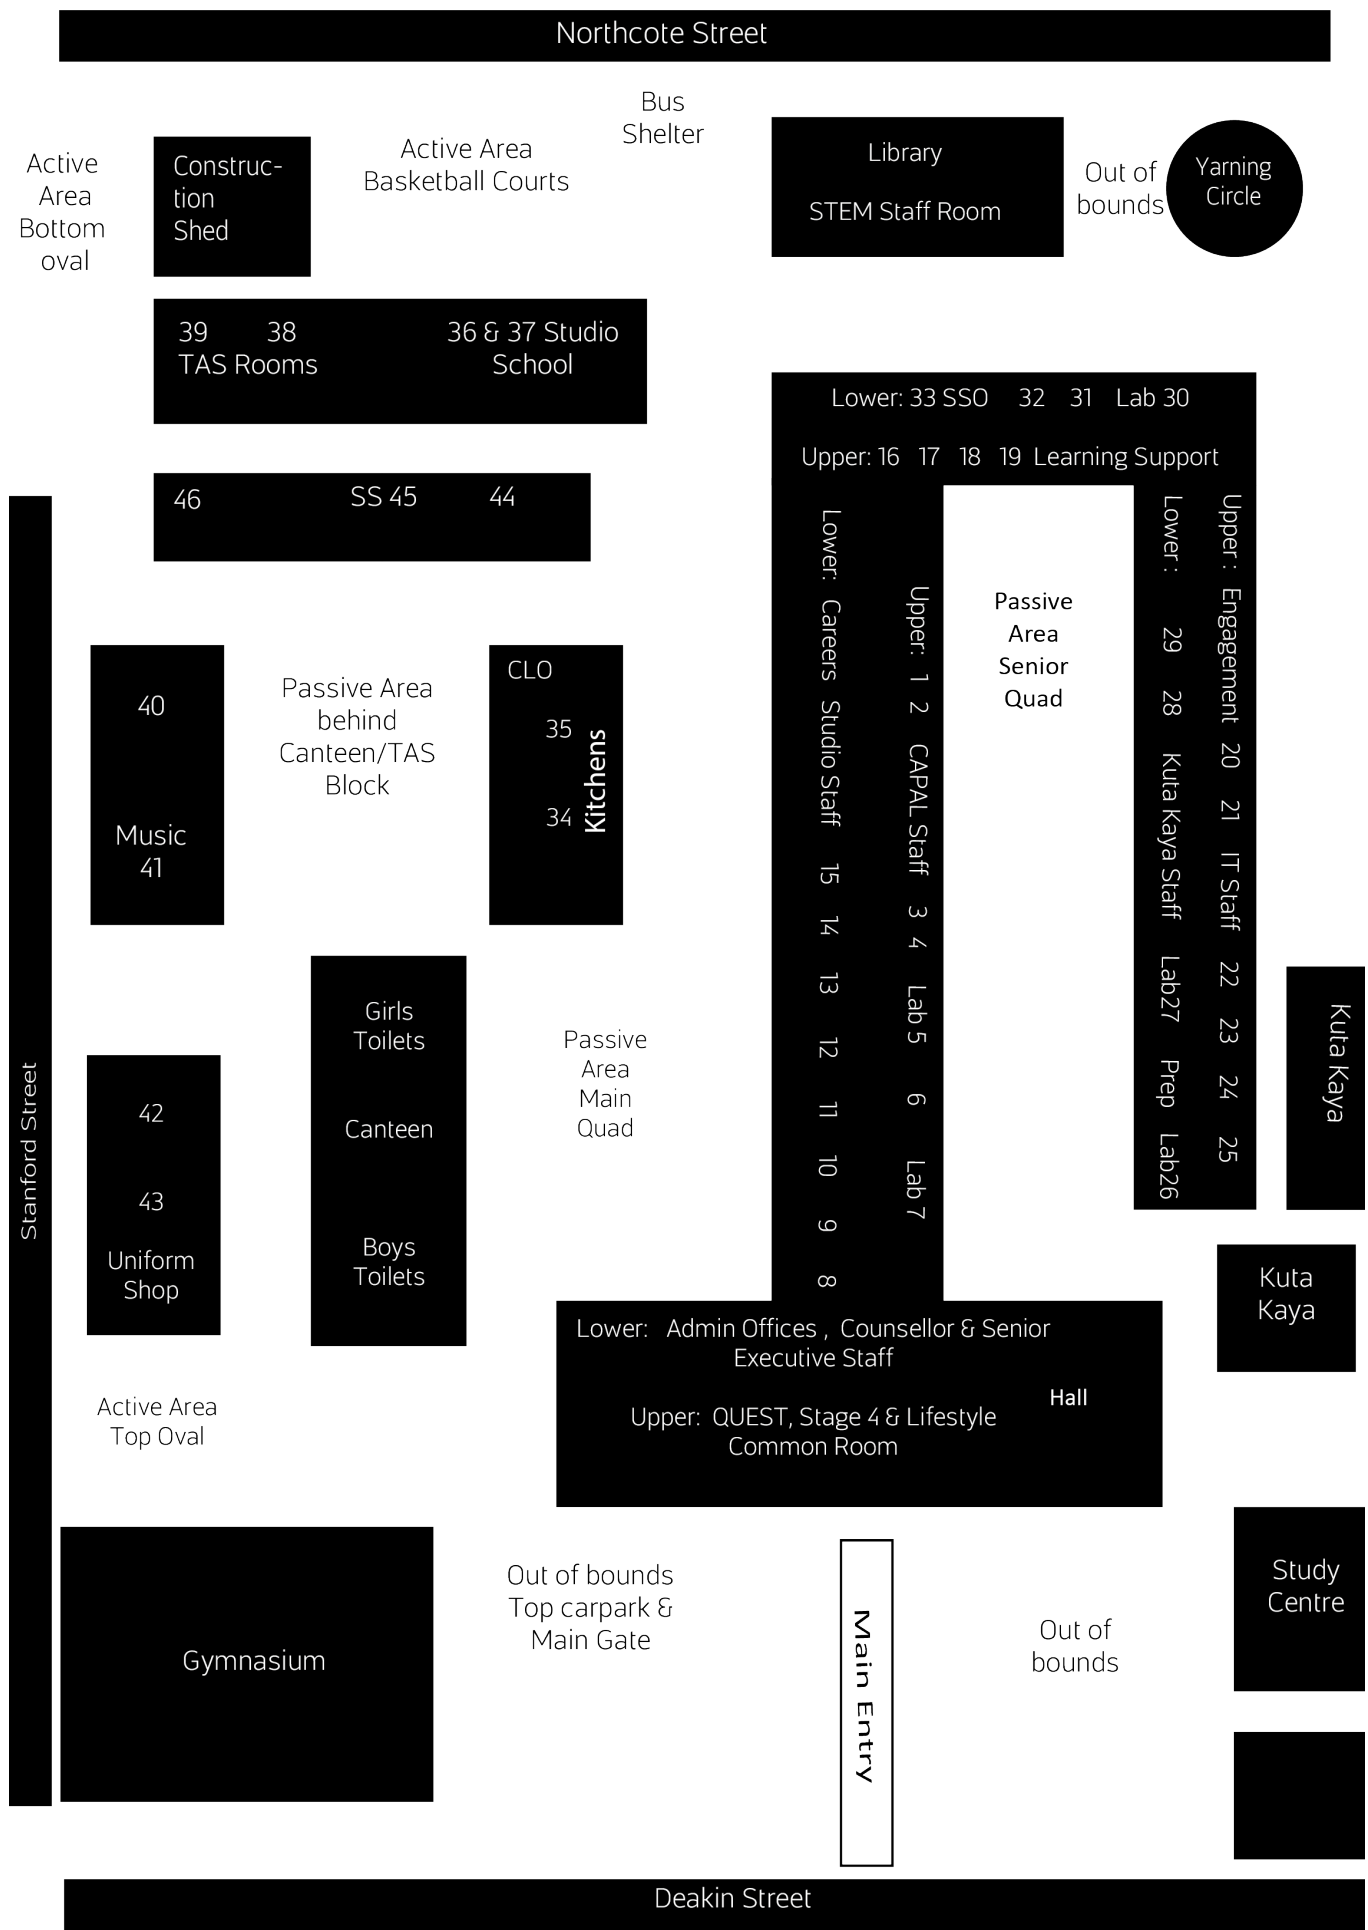 Northcote Street
Bus
Shelter
Active
Area
Bottom
oval
Construc-
tion
Shed
Active Area
Basketball Courts
Library
STEM Staff Room
Out of
bounds
Yarning
Circle
39 38
TAS Rooms
36 & 37 Studio
School
Lower: 33 SSO 32 31 Lab 30
Upper: 16 17 18 19 Learning Support
46 SS 45 44
Stanford Street
40
Music
41
Passive Area
behind
Canteen/TAS
Block
CLO
35
34
Kitchens
Lower: Careers Studio Staff 15 14 13 12 11 10 9 8
Upper: 1 2 CAPAL Staff 3 4 Lab 5 6 Lab 7
Passive
Area
Senior
Quad
Lower : 29 28 Kuta Kaya Staff Lab27 Prep Lab26
Upper : Engagement 20 21 IT Staff 22 23 24 25
Kuta Kaya
42
43
Uniform
Shop
Girls
Toilets
Canteen
Boys
Toilets
Passive
Area
Main
Quad
Kuta
Kaya
Lower: Admin Offices , Counsellor & Senior
Executive Staff
Hall
Upper: QUEST, Stage 4 & Lifestyle
Common Room
Active Area
Top Oval
Gymnasium
Out of bounds
Top carpark &
Main Gate
Main Entry
Out of
bounds
Study
Centre
Deakin Street